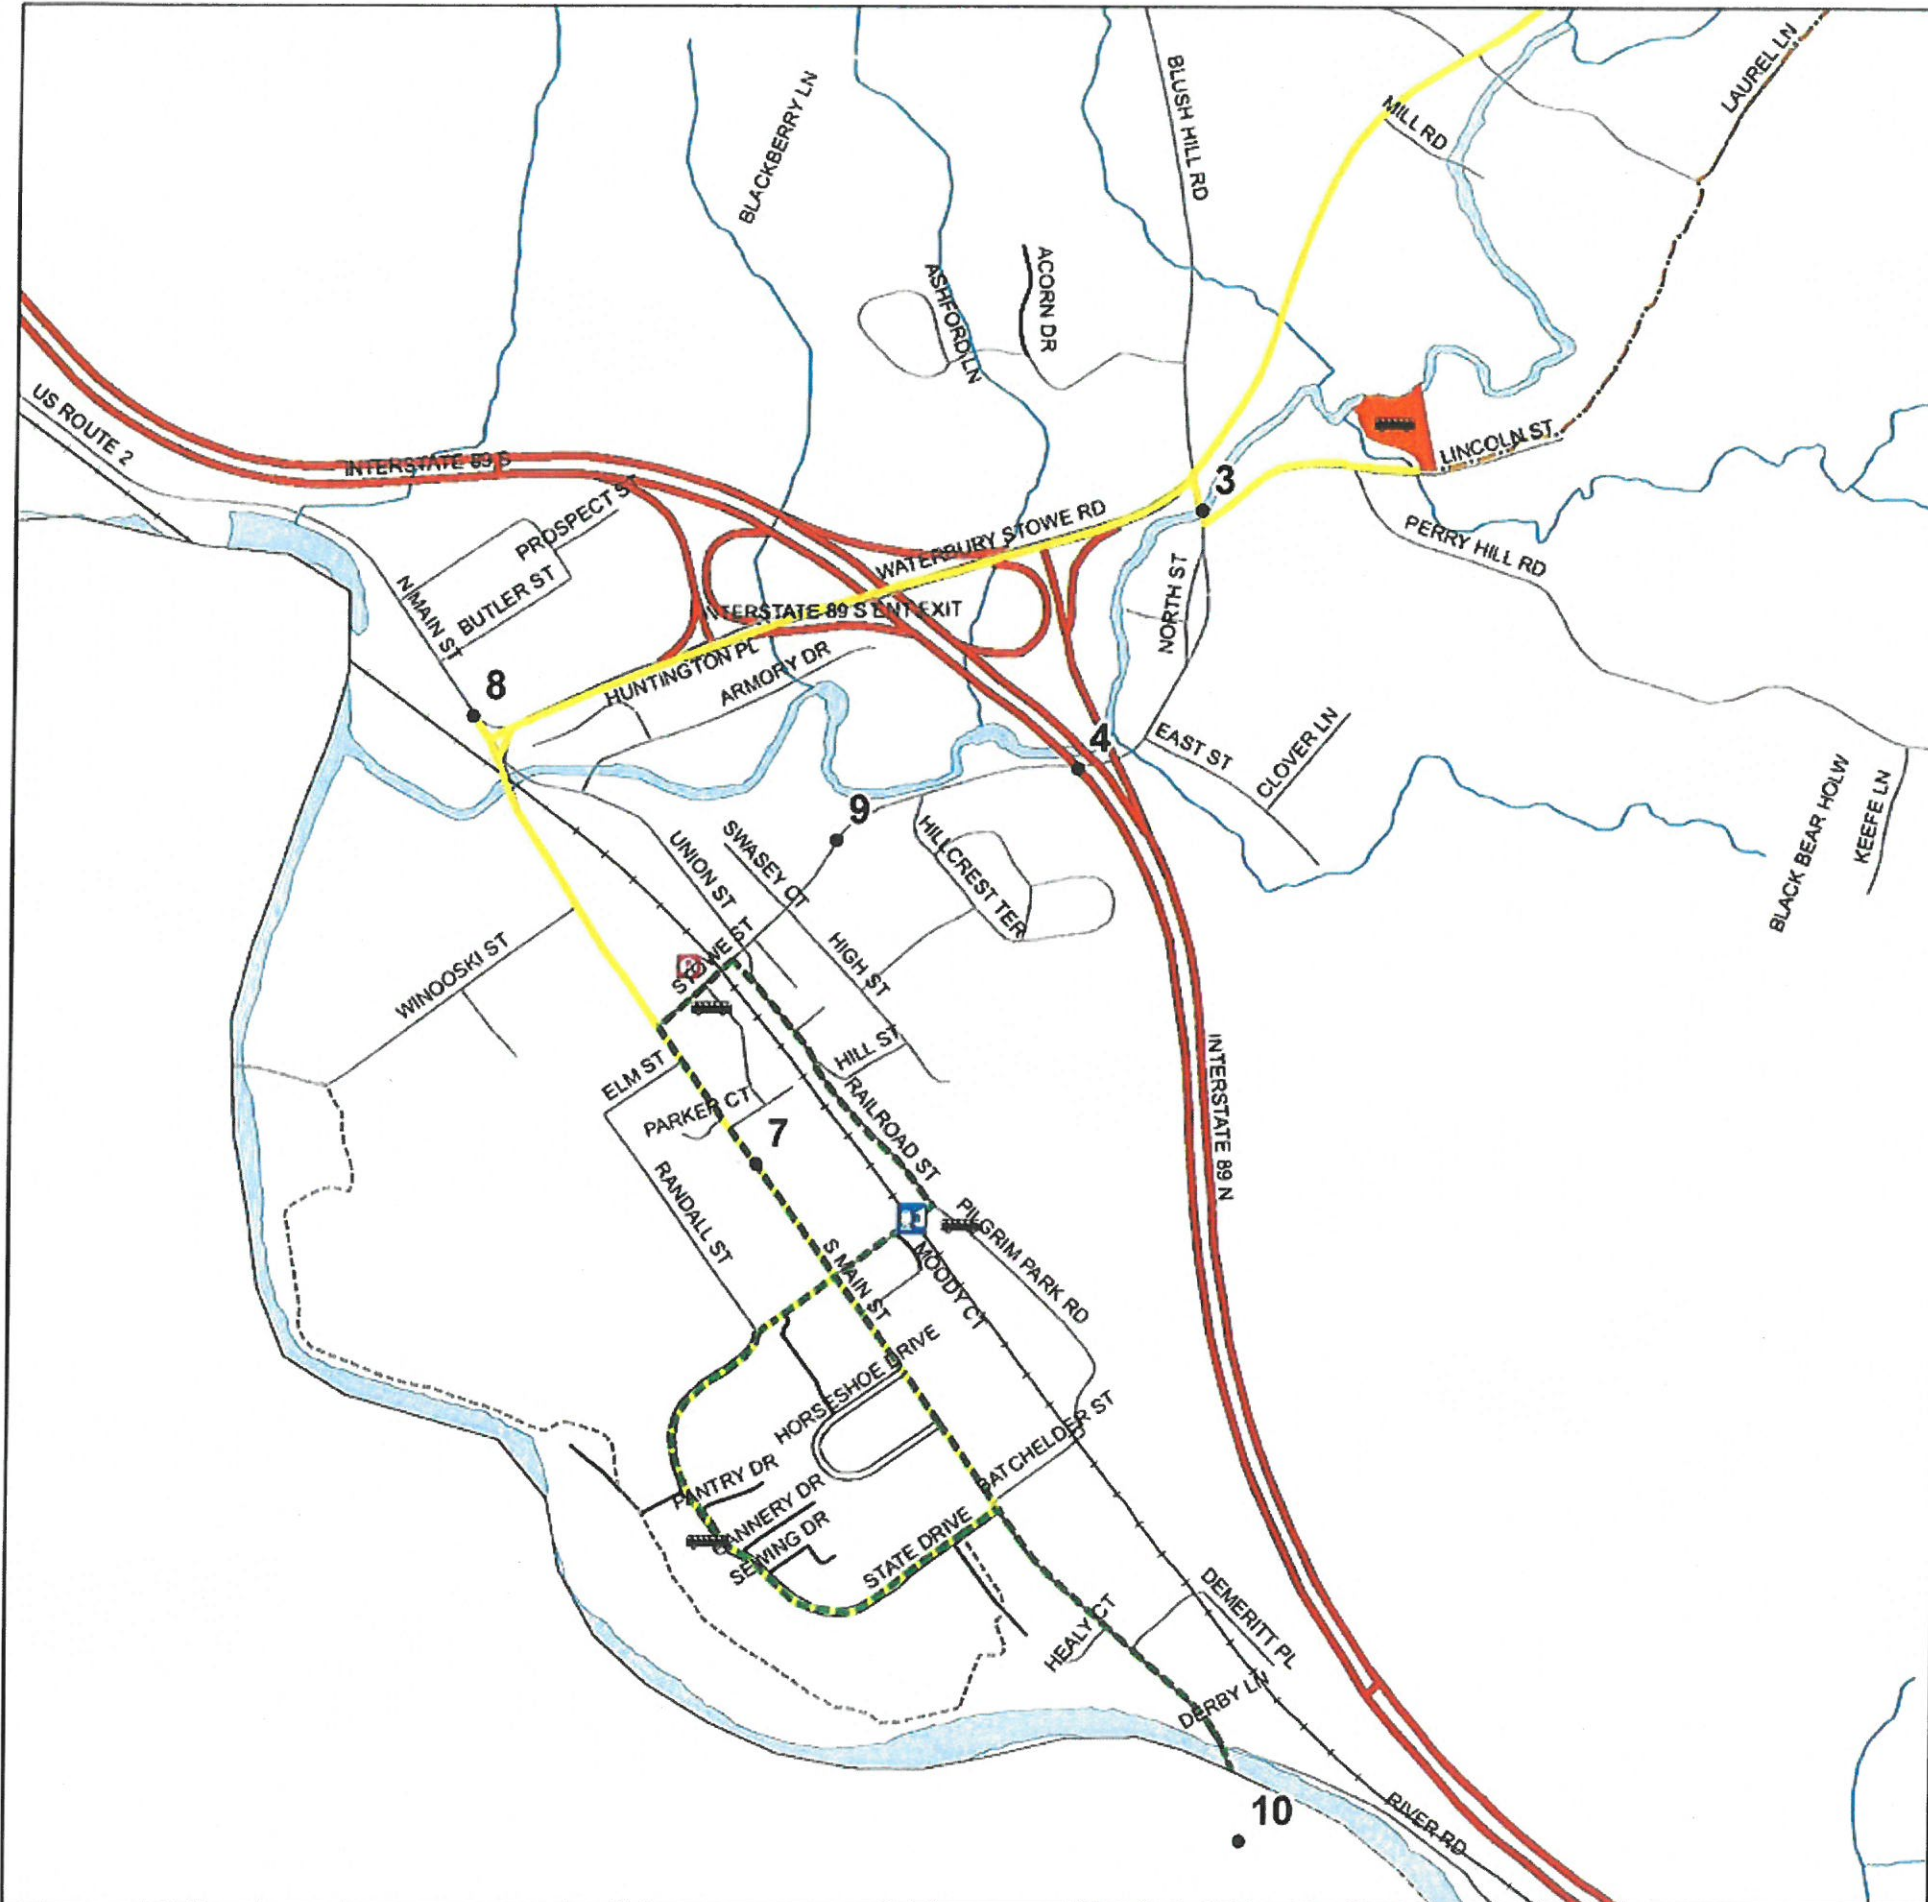 LAUREL LN
BLUSH HILL RD
BLACKBERRY LN
MILL RD
ACORN DR
ASHFORD LN
US ROUTE 2
INTERSTATE 89 S
LINCOLN ST
3
PROSPECT ST
WATERBURY STOWE RD
PERRY HILL RD
BUTLER ST
N MAIN ST
INTERSTATE 89 S ENT EXIT
NORTH ST
HUNTINGTON PL
ARMORY DR
8
4
EAST ST
CLOVER LN
9
BLACK BEAR HOLW
KEEFE LN
UNION ST
SWASEY CT
HILLCREST TER
STOWE ST
HIGH ST
WINOOSKI ST
HILL ST
ELM ST
PARKER CT
RAILROAD ST
7
INTERSTATE 89 N
RANDALL ST
PILGRIM PARK RD
S MAIN ST
MOODY CT
HORSESHOE DRIVE
BATCHELDER ST
PANTRY DR
CANNERY DR
SEWING DR
STATE DRIVE
DEMERITT PL
HEALY CT
DERBY LN
10
RIVER RD